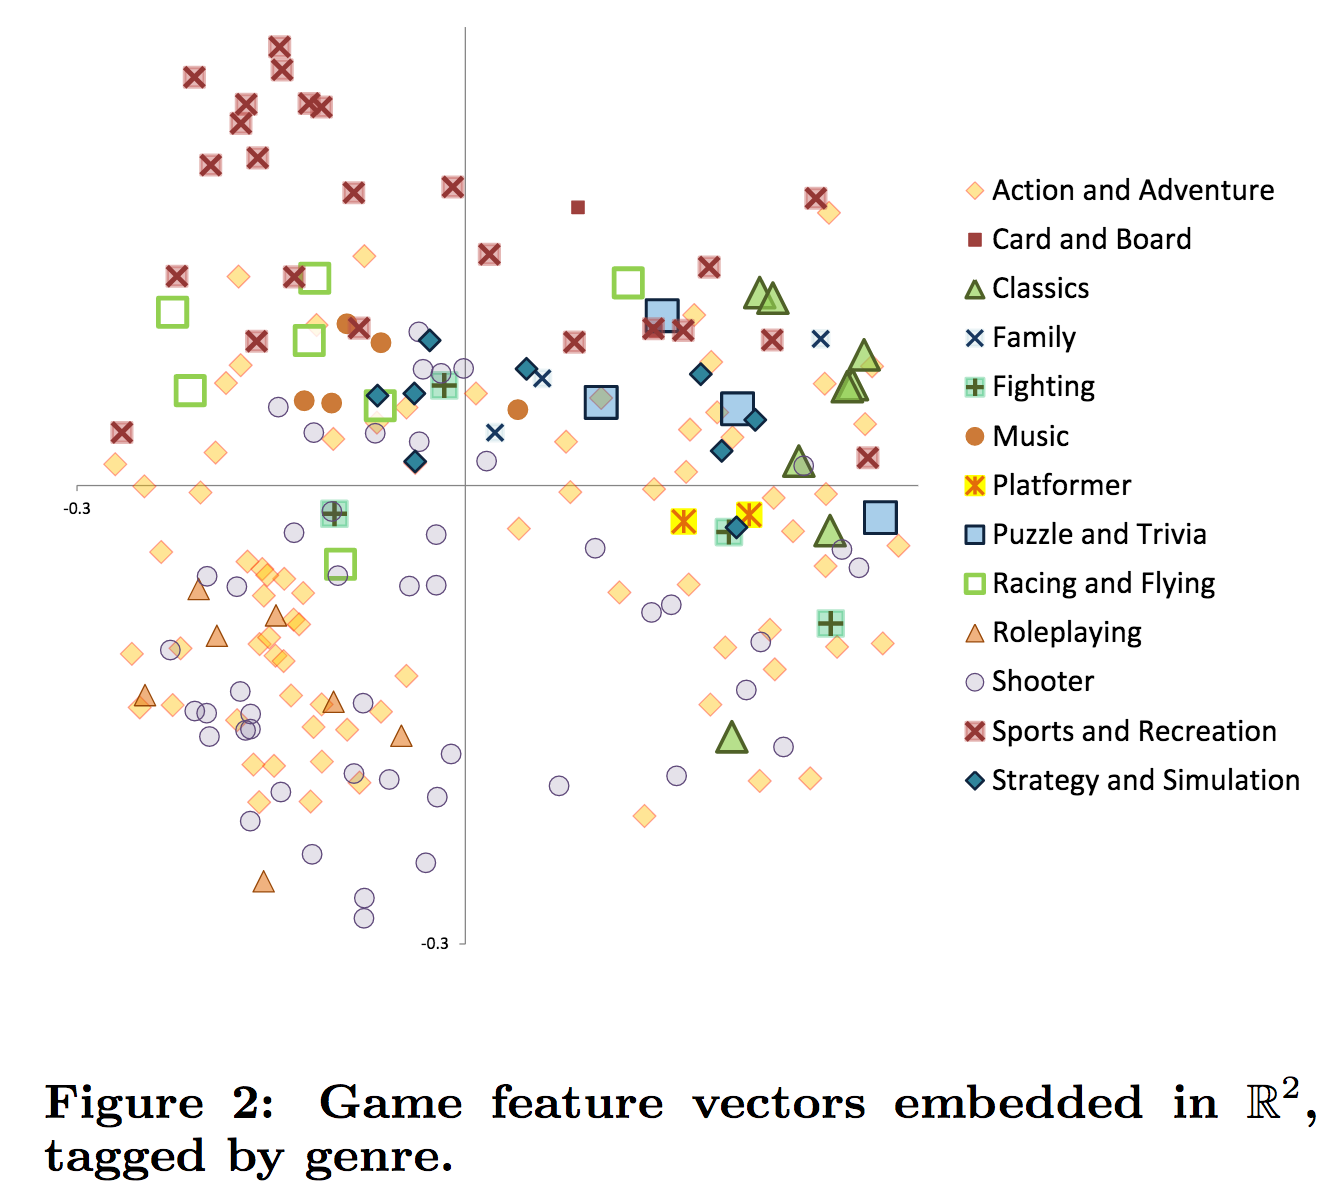 Action and Adventure
Card and Board
Classics
Family
Fighting
Music
Platformer
-0.3
Puzzle and Trivia
Racing and Flying
Roleplaying
Shooter
Sports and Recreation
Strategy and Simulation
-0.3
Figure 2: Game feature vectors embedded in ℝ²,
tagged by genre.